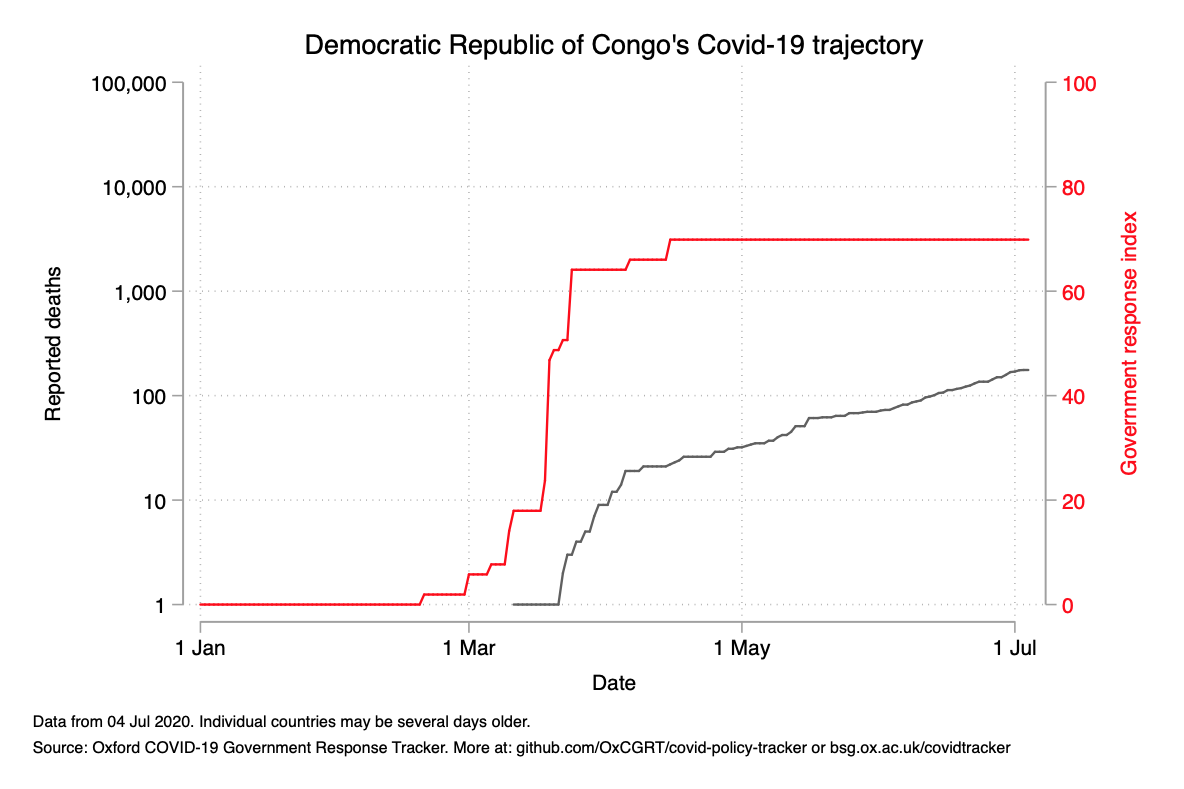 Democratic Republic of Congo's Covid-19 trajectory
100,000
10,000
1,000
100
10
1
Reported deaths
100
80
60
40
20
0
Government response index
1 Jan
1 Mar
1 May
1 Jul
Date
Data from 04 Jul 2020. Individual countries may be several days older.
Source: Oxford COVID-19 Government Response Tracker. More at: github.com/OxCGRT/covid-policy-tracker or bsg.ox.ac.uk/covidtracker